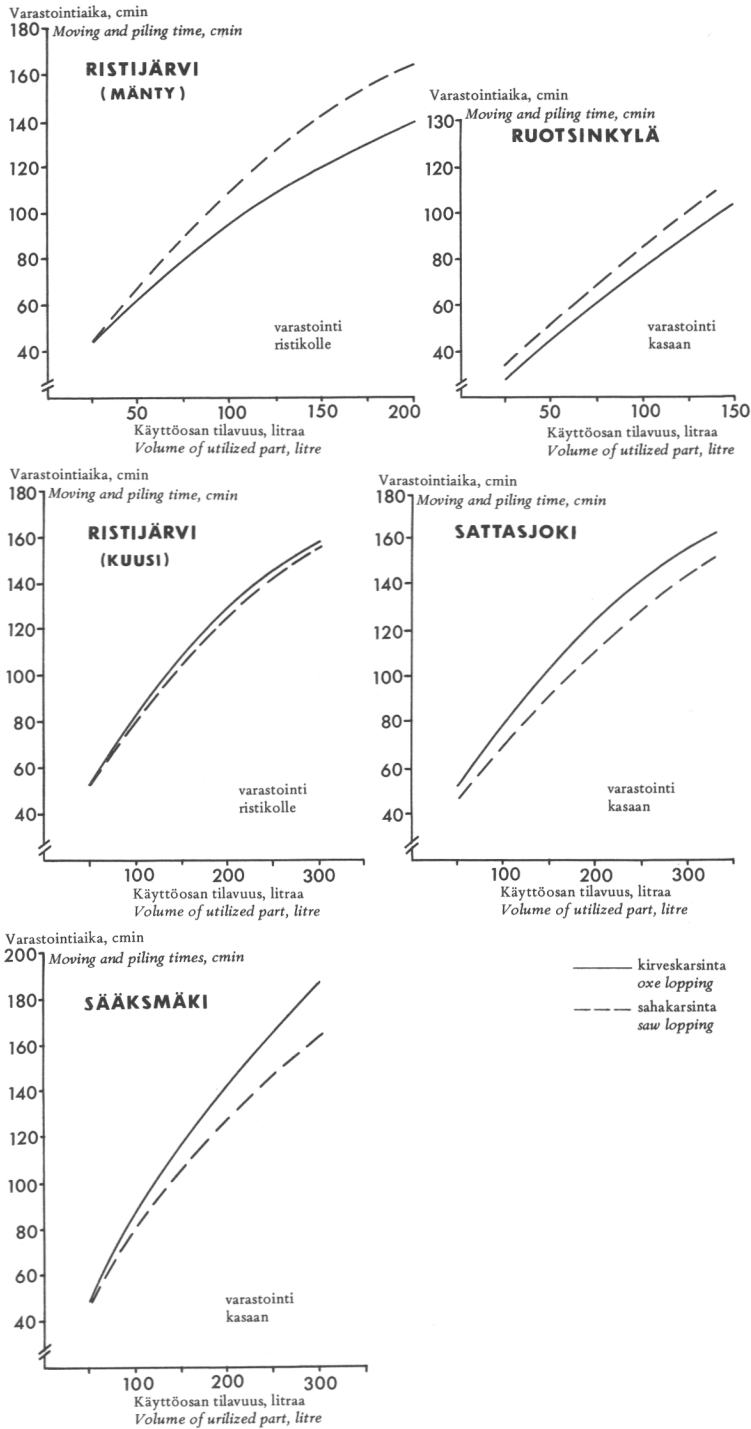 Varastointiaika, cmin
Moving and piling time, cmin
180
160
140
120
100
80
60
40
RISTIJÄRVI
(MÄNTY)
varastointi
ristikolle
50 100 150 200
Käyttöosan tilavuus, litraa
Volume of utilized part, litre
Varastointiaika, cmin
Moving and piling time, cmin
130
120
100
80
60
40
RUOTSINKYLÄ
varastointi
kasaan
50 100 150
Käyttöosan tilavuus, litraa
Volume of utilized part, litre
Varastointiaika, cmin
Moving and piling time, cmin
180
160
140
120
100
80
60
40
RISTIJÄRVI
(KUUSI)
varastointi
ristikolle
100 200 300
Käyttöosan tilavuus, litraa
Volume of utilized part, litre
Varastointiaika, cmin
Moving and piling time, cmin
180
160
140
120
100
80
60
40
SATTASJOKI
varastointi
kasaan
100 200 300
Käyttöosan tilavuus, litraa
Volume of utilized part, litre
Varastointiaika, cmin
Moving and piling times, cmin
200
180
160
140
120
100
80
60
40
SÄÄKSMÄKI
varastointi
kasaan
100 200 300
Käyttöosan tilavuus, litraa
Volume of urilized part, litre
kirveskarsinta
oxe lopping
sahakarsinta
saw lopping